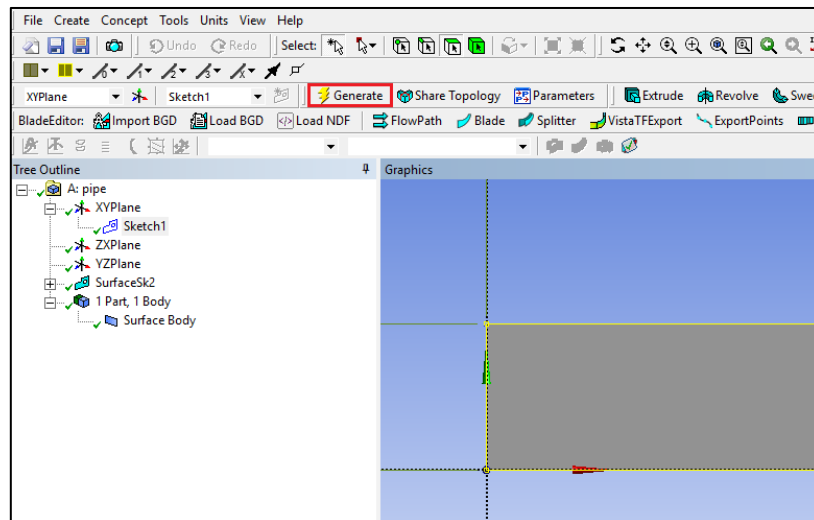 File Create Concept Tools Units View Help
Undo Redo Select:
XYPlane Sketch1 Generate Share Topology Parameters Extrude Revolve
BladeEditor: Import BGD Load BGD Load NDF FlowPath Blade Splitter VistaTFExport ExportPoints
Tree Outline
Graphics
A: pipe
XYPlane
Sketch1
ZXPlane
YZPlane
SurfaceSk2
1 Part, 1 Body
Surface Body